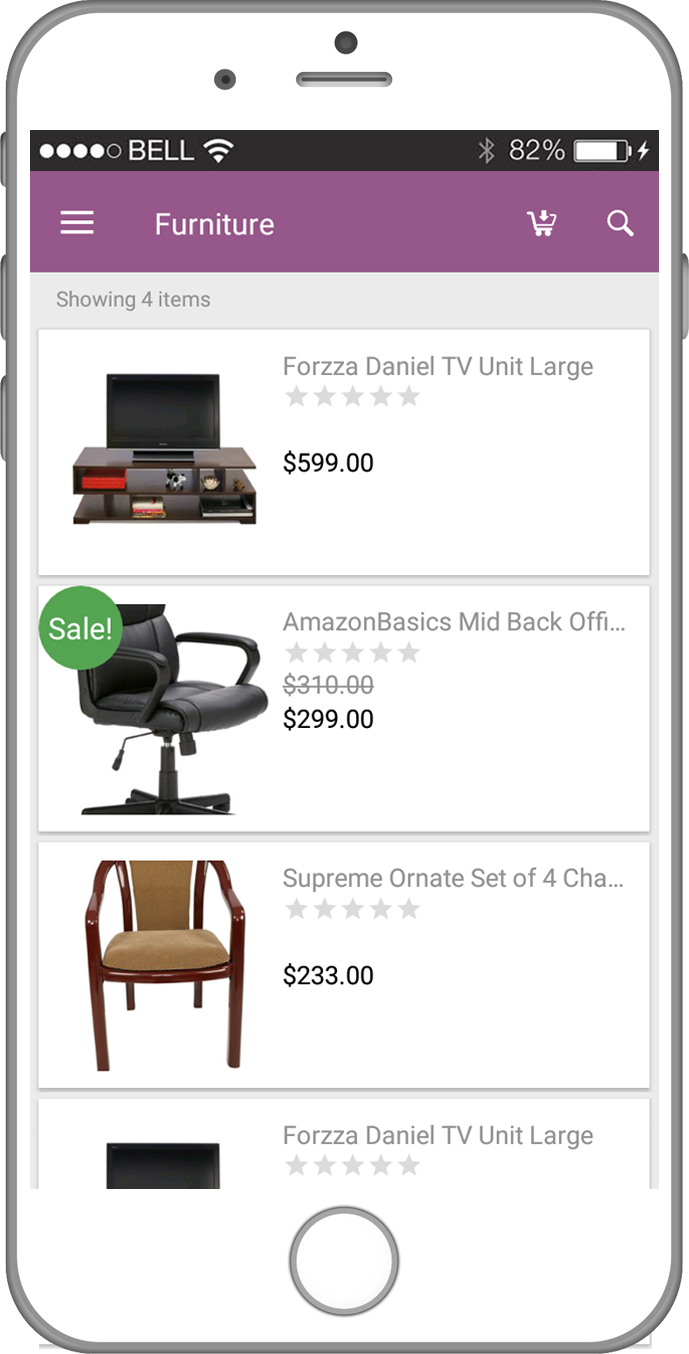 BELL 82%
Furniture
Showing 4 items
Forzza Daniel TV Unit Large
$599.00
Sale!
AmazonBasics Mid Back Offi...
$310.00
$299.00
Supreme Ornate Set of 4 Cha...
$233.00
Forzza Daniel TV Unit Large